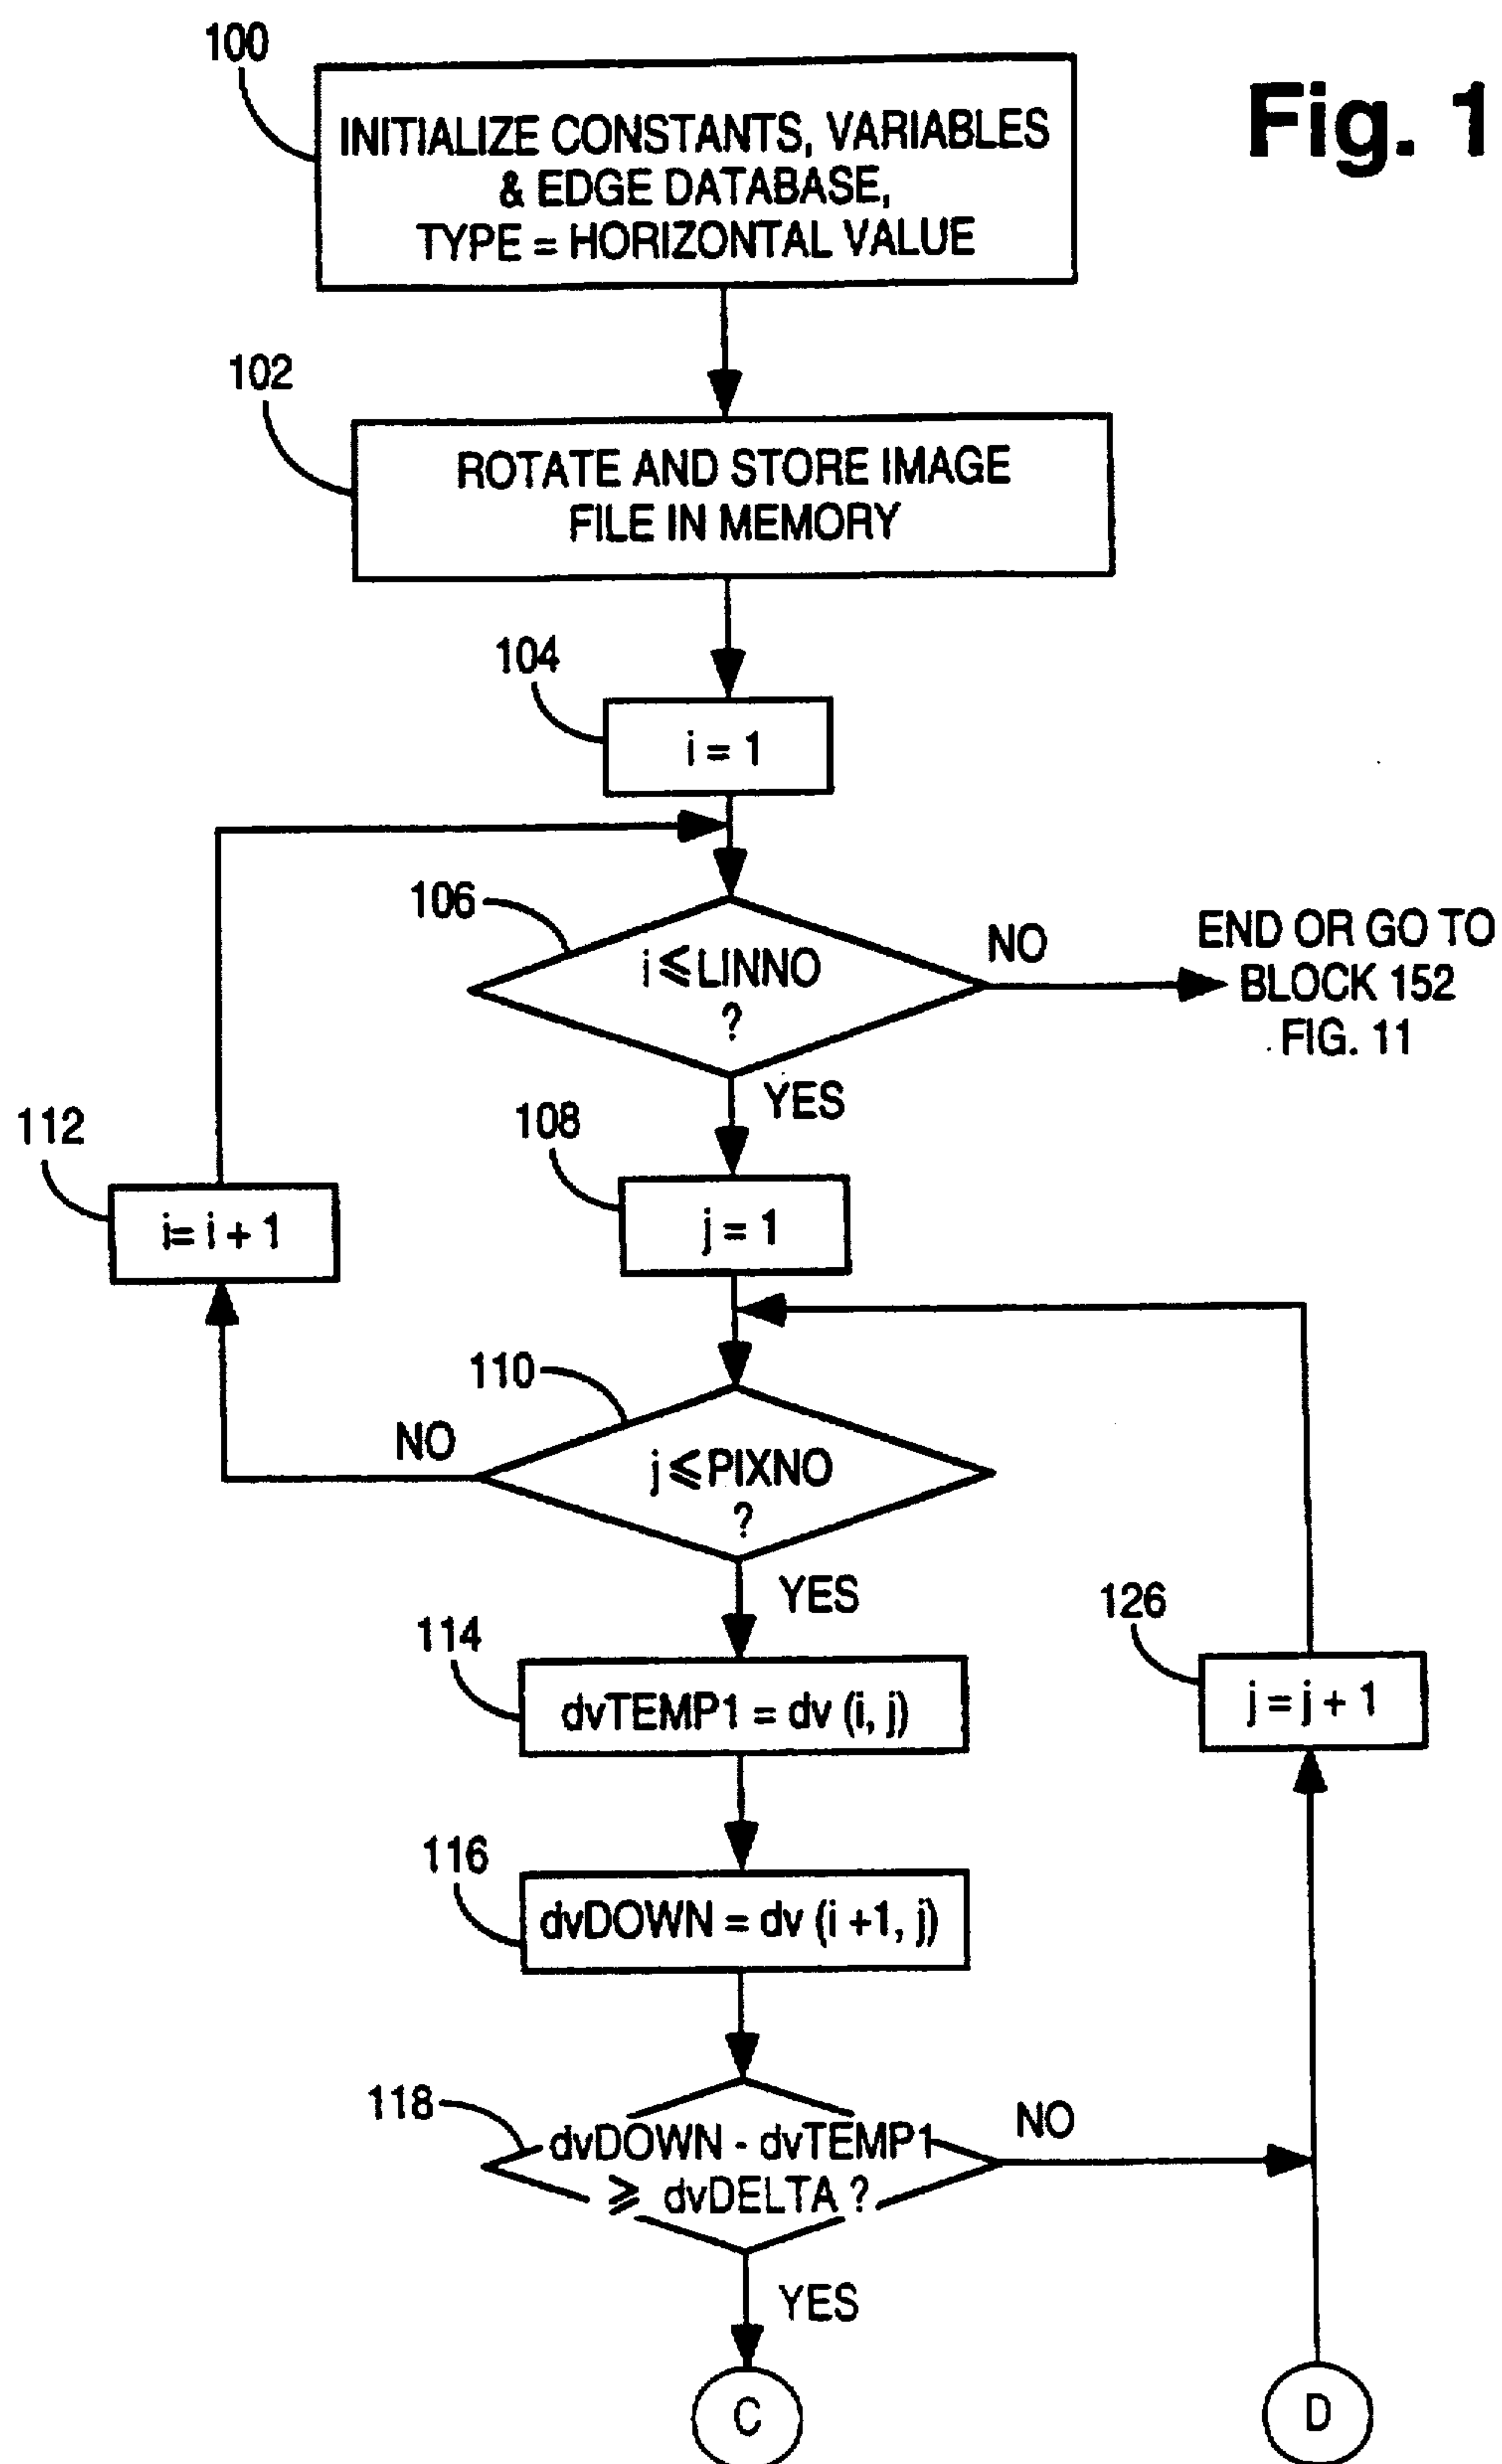 Fig. 1
100
INITIALIZE CONSTANTS, VARIABLES
& EDGE DATABASE,
TYPE = HORIZONTAL VALUE
102
ROTATE AND STORE IMAGE
FILE IN MEMORY
104
i = 1
106
i ⩽ LINNO
?
NO
END OR GO TO
BLOCK 152
FIG. 11
YES
112
i = i + 1
108
j = 1
110
j ⩽ PIXNO
?
NO
YES
114
dvTEMP1 = dv (i, j)
126
j = j + 1
116
dvDOWN = dv (i +1, j)
118
dvDOWN - dvTEMP1
⩾ dvDELTA ?
NO
YES
C
D